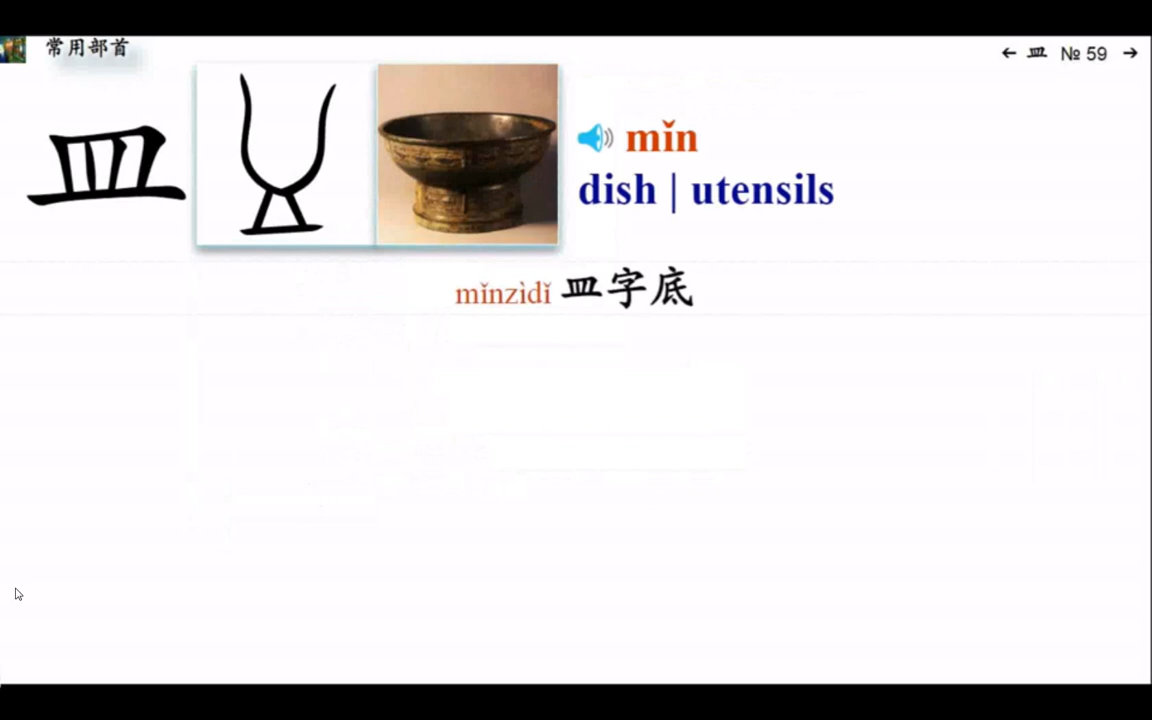 常用部首
← 皿 № 59 →
皿
mǐn
dish | utensils
mǐnzìdǐ 皿字底